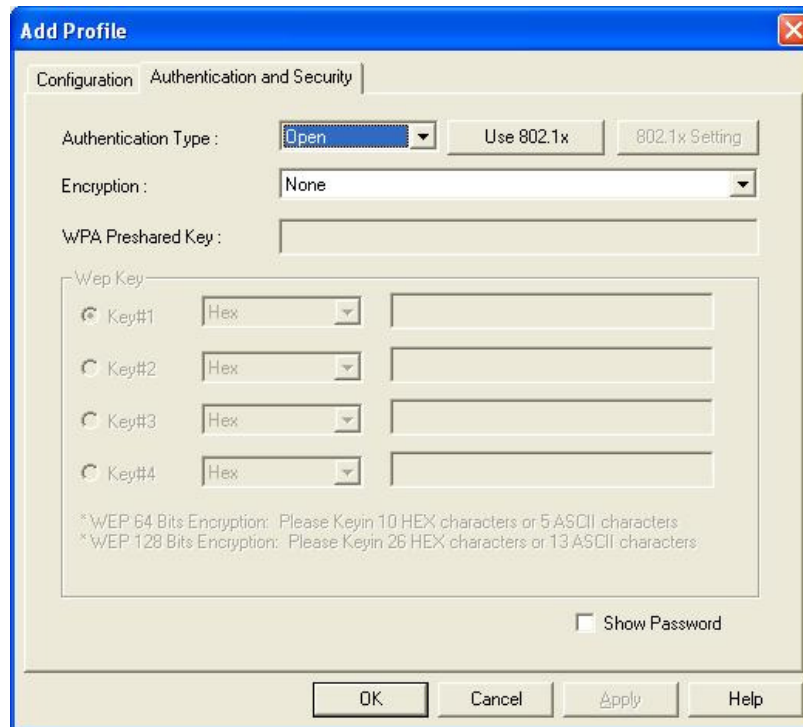 Add Profile
Configuration Authentication and Security
Authentication Type : Open Use 802.1x 802.1x Setting
Encryption : None
WPA Preshared Key :
Wep Key
Key#1 Hex
Key#2 Hex
Key#3 Hex
Key#4 Hex
* WEP 64 Bits Encryption: Please Keyin 10 HEX characters or 5 ASCII characters
* WEP 128 Bits Encryption: Please Keyin 26 HEX characters or 13 ASCII characters
Show Password
OK Cancel Apply Help